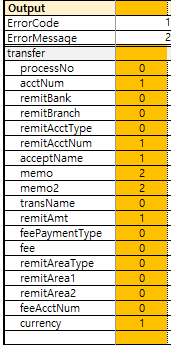 Output
ErrorCode 1
ErrorMessage 2
transfer
processNo 0
acctNum 1
remitBank 0
remitBranch 0
remitAcctType 0
remitAcctNum 1
acceptName 1
memo 2
memo2 2
transName 0
remitAmt 1
feePaymentType 0
fee 0
remitAreaType 0
remitArea1 0
remitArea2 0
feeAcctNum 0
currency 1